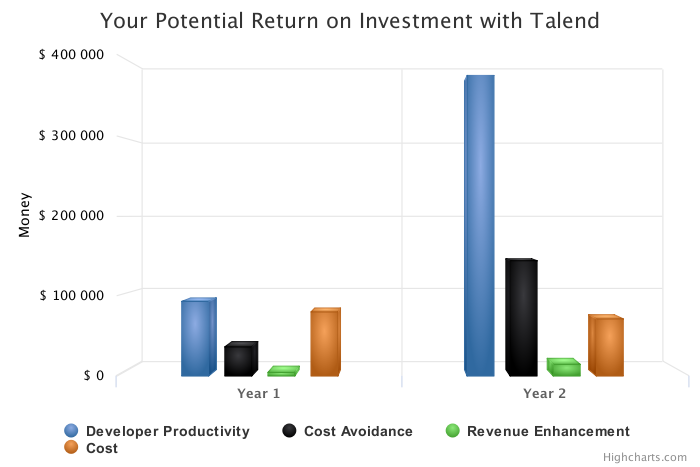 Your Potential Return on Investment with Talend
$ 400 000
$ 300 000
$ 200 000
$ 100 000
$ 0
Money
Year 1
Year 2
Developer Productivity
Cost Avoidance
Revenue Enhancement
Cost
Highcharts.com